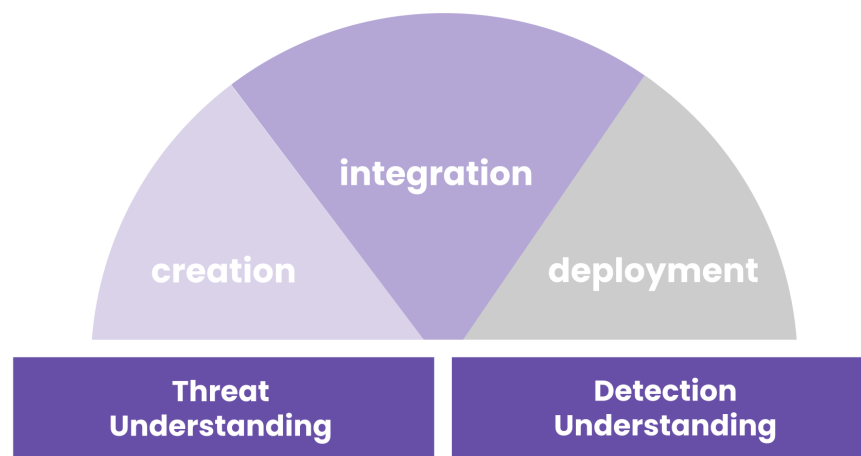 integration
creation
deployment
Threat
Understanding
Detection
Understanding